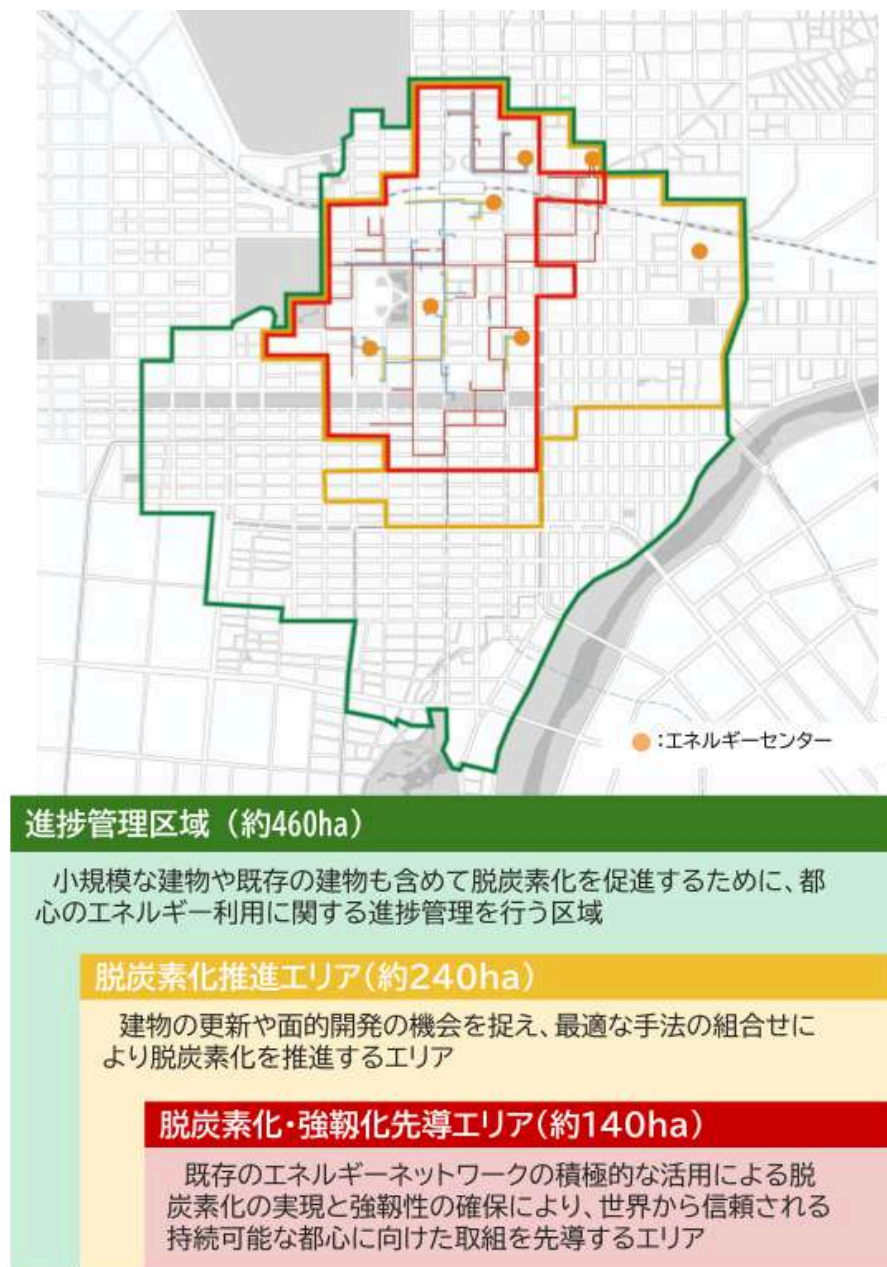 :エネルギーセンター
進捗管理区域（約460ha）
小規模な建物や既存の建物も含めて脱炭素化を促進するために、都
心のエネルギー利用に関する進捗管理を行う区域
脱炭素化推進エリア(約240ha)
建物の更新や面的開発の機会を捉え、最適な手法の組合せに
より脱炭素化を推進するエリア
脱炭素化・強靱化先導エリア(約140ha)
既存のエネルギーネットワークの積極的な活用による脱
炭素化の実現と強靱性の確保により、世界から信頼される
持続可能な都心に向けた取組を先導するエリア